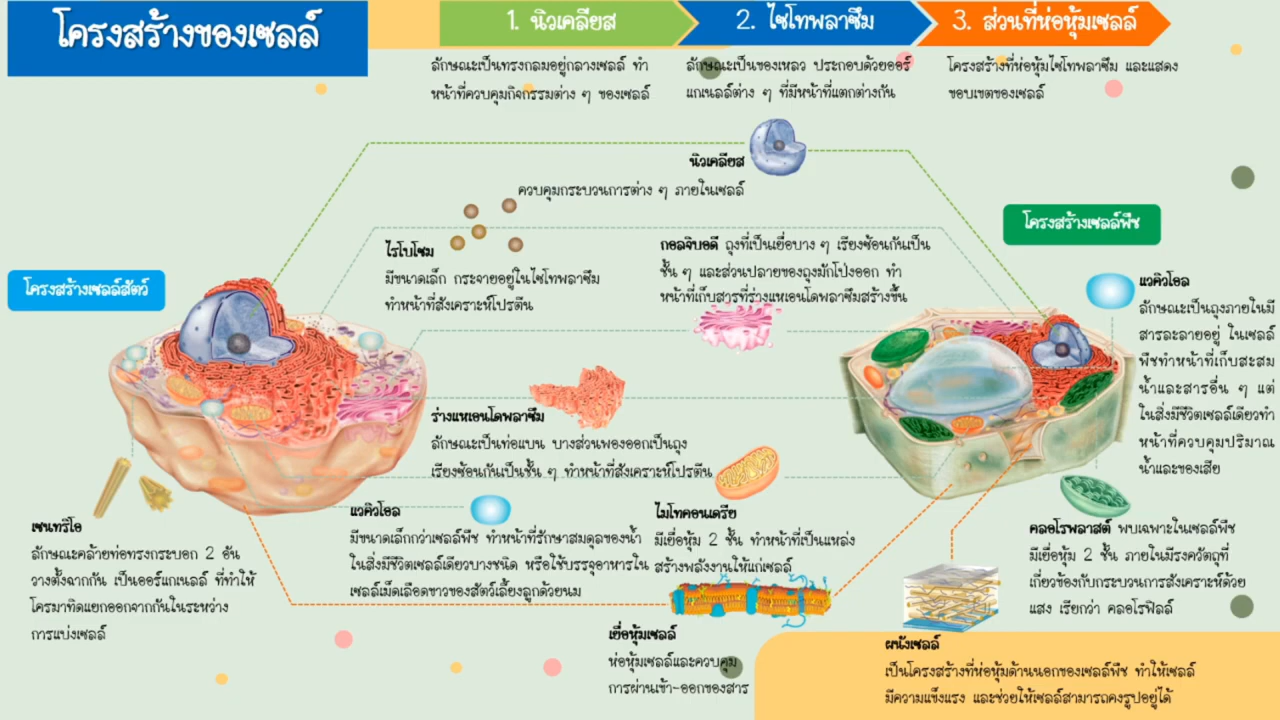 โครงสร้างของเซลล์
1. นิวเคลียส
ลักษณะเป็นทรงกลมอยู่กลางเซลล์ ทำ
หน้าที่ควบคุมกิจกรรมต่าง ๆ ของเซลล์
2. ไซโทพลาซึม
ลักษณะเป็นของเหลว ประกอบด้วยออร์
แกเนลล์ต่าง ๆ ที่มีหน้าที่แตกต่างกัน
3. ส่วนที่ห่อหุ้มเซลล์
โครงสร้างที่ห่อหุ้มไซโทพลาซึม และแสดง
ขอบเขตของเซลล์
นิวเคลียส
ควบคุมกระบวนการต่าง ๆ ภายในเซลล์
โครงสร้างเซลล์พืช
โครงสร้างเซลล์สัตว์
ไรโบโซม
มีขนาดเล็ก กระจายอยู่ในไซโทพลาซึม
ทำหน้าที่สังเคราะห์โปรตีน
กอลจิบอดี ถุงที่เป็นเยื่อบาง ๆ เรียงซ้อนกันเป็น
ชั้น ๆ และส่วนปลายของถุงมักโป่งออก ทำ
หน้าที่เก็บสารที่ร่างแหเอนโดพลาซึมสร้างขึ้น
แวคิวโอล
ลักษณะเป็นถุงภายในมี
สารละลายอยู่ ในเซลล์
พืชทำหน้าที่เก็บสะสม
น้ำและสารอื่น ๆ แต่
ในสิ่งมีชีวิตเซลล์เดียวทำ
หน้าที่ควบคุมปริมาณ
น้ำและของเสีย
ร่างแหเอนโดพลาซึม
ลักษณะเป็นท่อแบน บางส่วนพองออกเป็นถุง
เรียงซ้อนกันเป็นชั้น ๆ ทำหน้าที่สังเคราะห์โปรตีน
เซนทริโอ
ลักษณะคล้ายท่อทรงกระบอก 2 อัน
วางตั้งฉากกัน เป็นออร์แกเนลล์ ที่ทำให้
โครมาทิดแยกออกจากกันในระหว่าง
การแบ่งเซลล์
แวคิวโอล
มีขนาดเล็กกว่าเซลล์พืช ทำหน้าที่รักษาสมดุลของน้ำ
ในสิ่งมีชีวิตเซลล์เดียวบางชนิด หรือใช้บรรจุอาหารใน
เซลล์เม็ดเลือดขาวของสัตว์เลี้ยงลูกด้วยนม
ไมโทคอนเดรีย
มีเยื่อหุ้ม 2 ชั้น ทำหน้าที่เป็นแหล่ง
สร้างพลังงานให้แก่เซลล์
คลอโรพลาสต์ พบเฉพาะในเซลล์พืช
มีเยื่อหุ้ม 2 ชั้น ภายในมีรงควัตถุที่
เกี่ยวข้องกับกระบวนการสังเคราะห์ด้วย
แสง เรียกว่า คลอโรฟิลล์
เยื่อหุ้มเซลล์
ห่อหุ้มเซลล์และควบคุม
การผ่านเข้า-ออกของสาร
ผนังเซลล์
เป็นโครงสร้างที่ห่อหุ้มด้านนอกของเซลล์พืช ทำให้เซลล์
มีความแข็งแรง และช่วยให้เซลล์สามารถคงรูปอยู่ได้